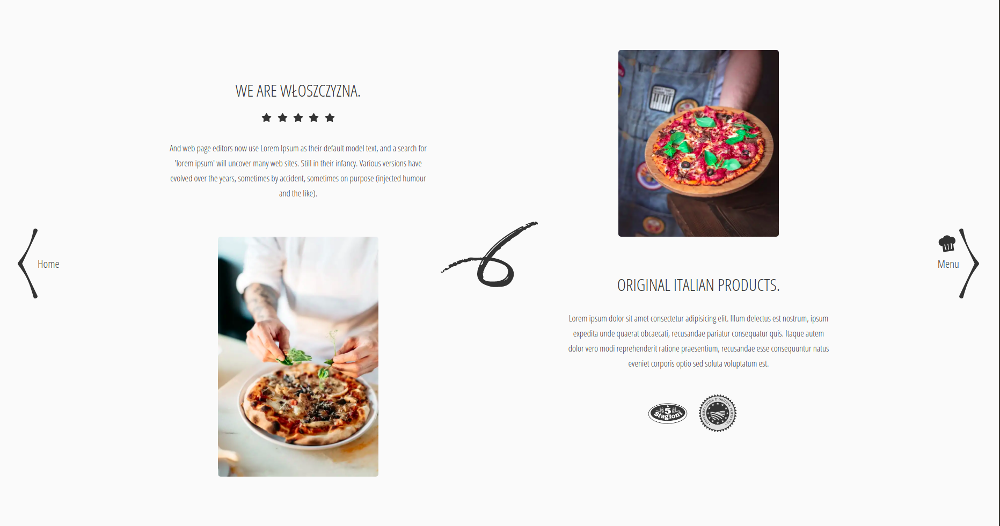 WE ARE WŁOSZCZYZNA.
And web page editors now use Lorem Ipsum as their default model text, and a search for
'lorem ipsum' will uncover many web sites. Still in their infancy. Various versions have
evolved over the years, sometimes by accident, sometimes on purpose (injected humour
and the like).
Home
Menu
ORIGINAL ITALIAN PRODUCTS.
Lorem ipsum dolor sit amet consectetur adipisicing elit. Illum delectus est nostrum, ipsum
expedita unde quaerat obcaecati, recusandae pariatur consequatur quis. Itaque autem
dolor vero modi reprehenderit ratione praesentium, recusandae esse consequuntur natus
eveniet corporis optio sed soluta voluptatum est.
5
Stagioni